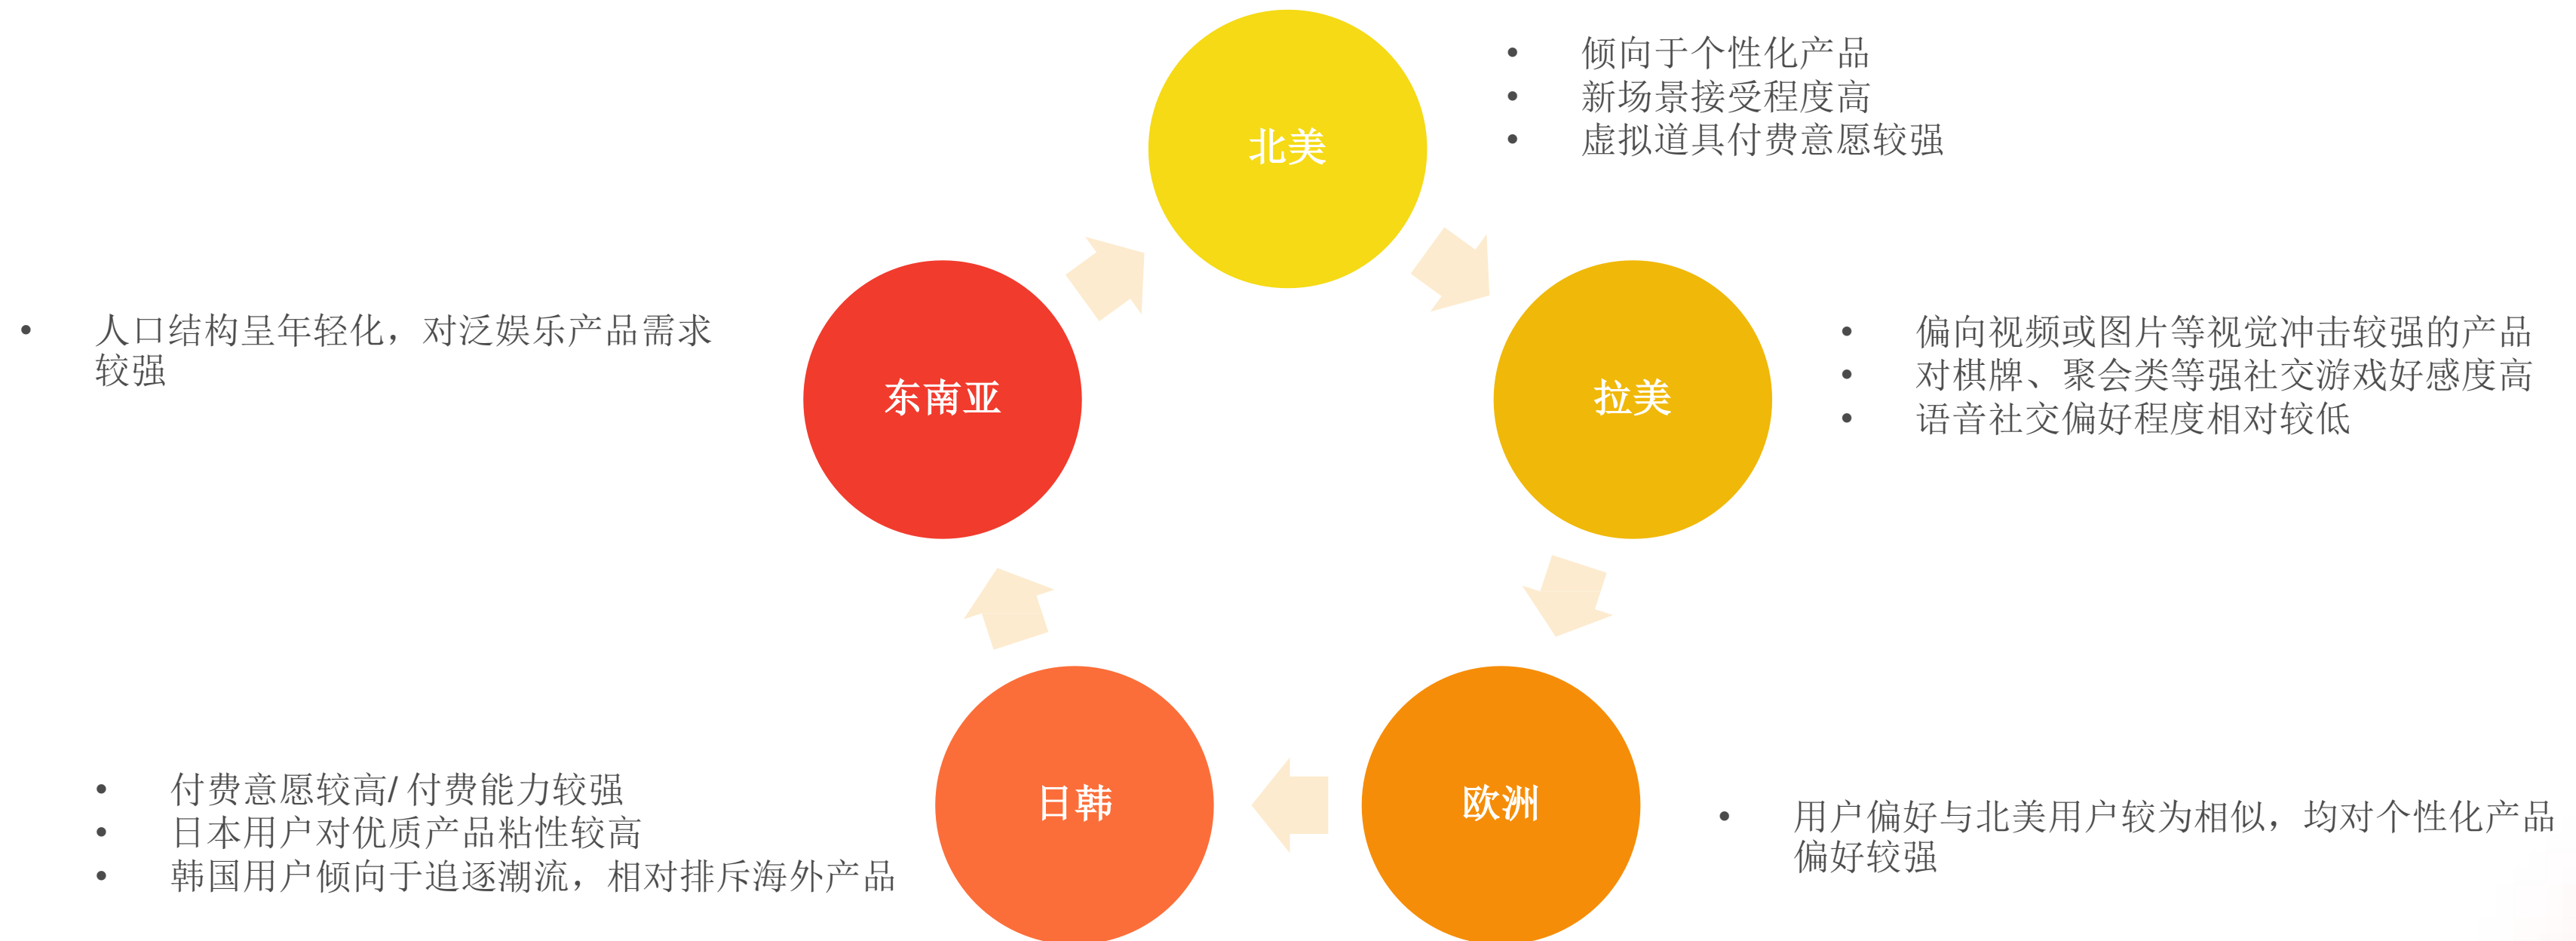 北美
• 倾向于个性化产品
• 新场景接受程度高
• 虚拟道具付费意愿较强
拉美
• 偏向视频或图片等视觉冲击较强的产品
• 对棋牌、聚会类等强社交游戏好感度高
• 语音社交偏好程度相对较低
欧洲
• 用户偏好与北美用户较为相似，均对个性化产品
偏好较强
日韩
• 付费意愿较高/ 付费能力较强
• 日本用户对优质产品粘性较高
• 韩国用户倾向于追逐潮流，相对排斥海外产品
东南亚
• 人口结构呈年轻化，对泛娱乐产品需求
较强